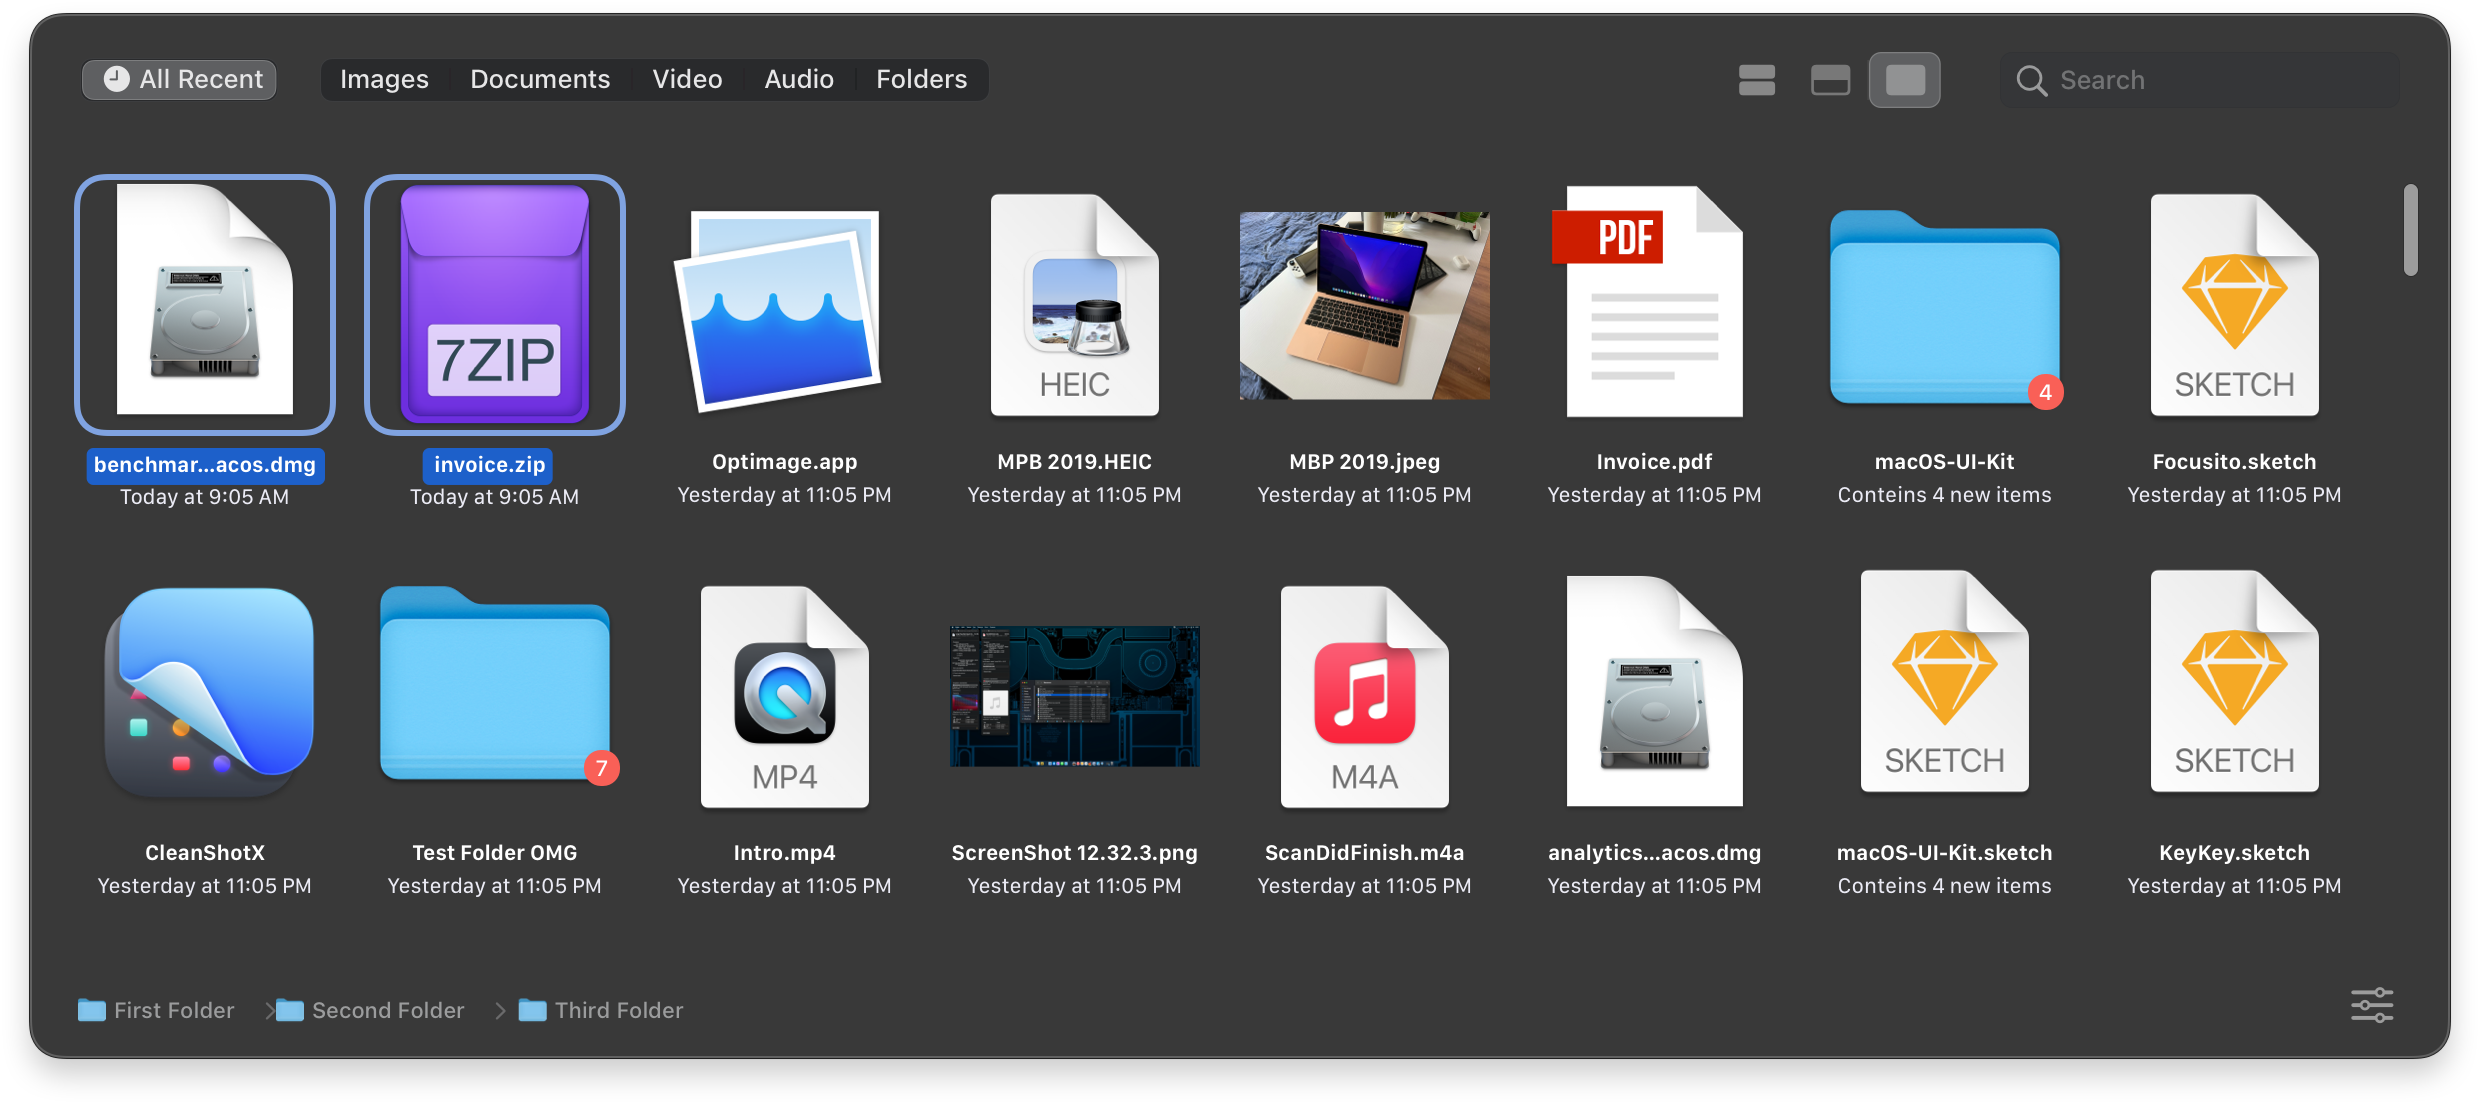 All Recent
Images Documents Video Audio Folders
Search
7ZIP
HEIC
PDF
4
SKETCH
benchmar...acos.dmg
Today at 9:05 AM
invoice.zip
Today at 9:05 AM
Optimage.app
Yesterday at 11:05 PM
MPB 2019.HEIC
Yesterday at 11:05 PM
MBP 2019.jpeg
Yesterday at 11:05 PM
Invoice.pdf
Yesterday at 11:05 PM
macOS-UI-Kit
Conteins 4 new items
Focusito.sketch
Yesterday at 11:05 PM
7
MP4
M4A
SKETCH
SKETCH
CleanShotX
Yesterday at 11:05 PM
Test Folder OMG
Yesterday at 11:05 PM
Intro.mp4
Yesterday at 11:05 PM
ScreenShot 12.32.3.png
Yesterday at 11:05 PM
ScanDidFinish.m4a
Yesterday at 11:05 PM
analytics...acos.dmg
Yesterday at 11:05 PM
macOS-UI-Kit.sketch
Conteins 4 new items
KeyKey.sketch
Yesterday at 11:05 PM
First Folder
Second Folder
Third Folder